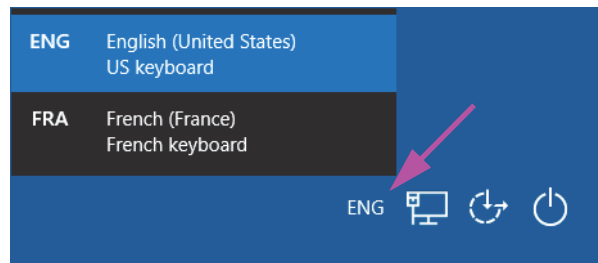 ENG English (United States)
US keyboard
FRA French (France)
French keyboard
ENG